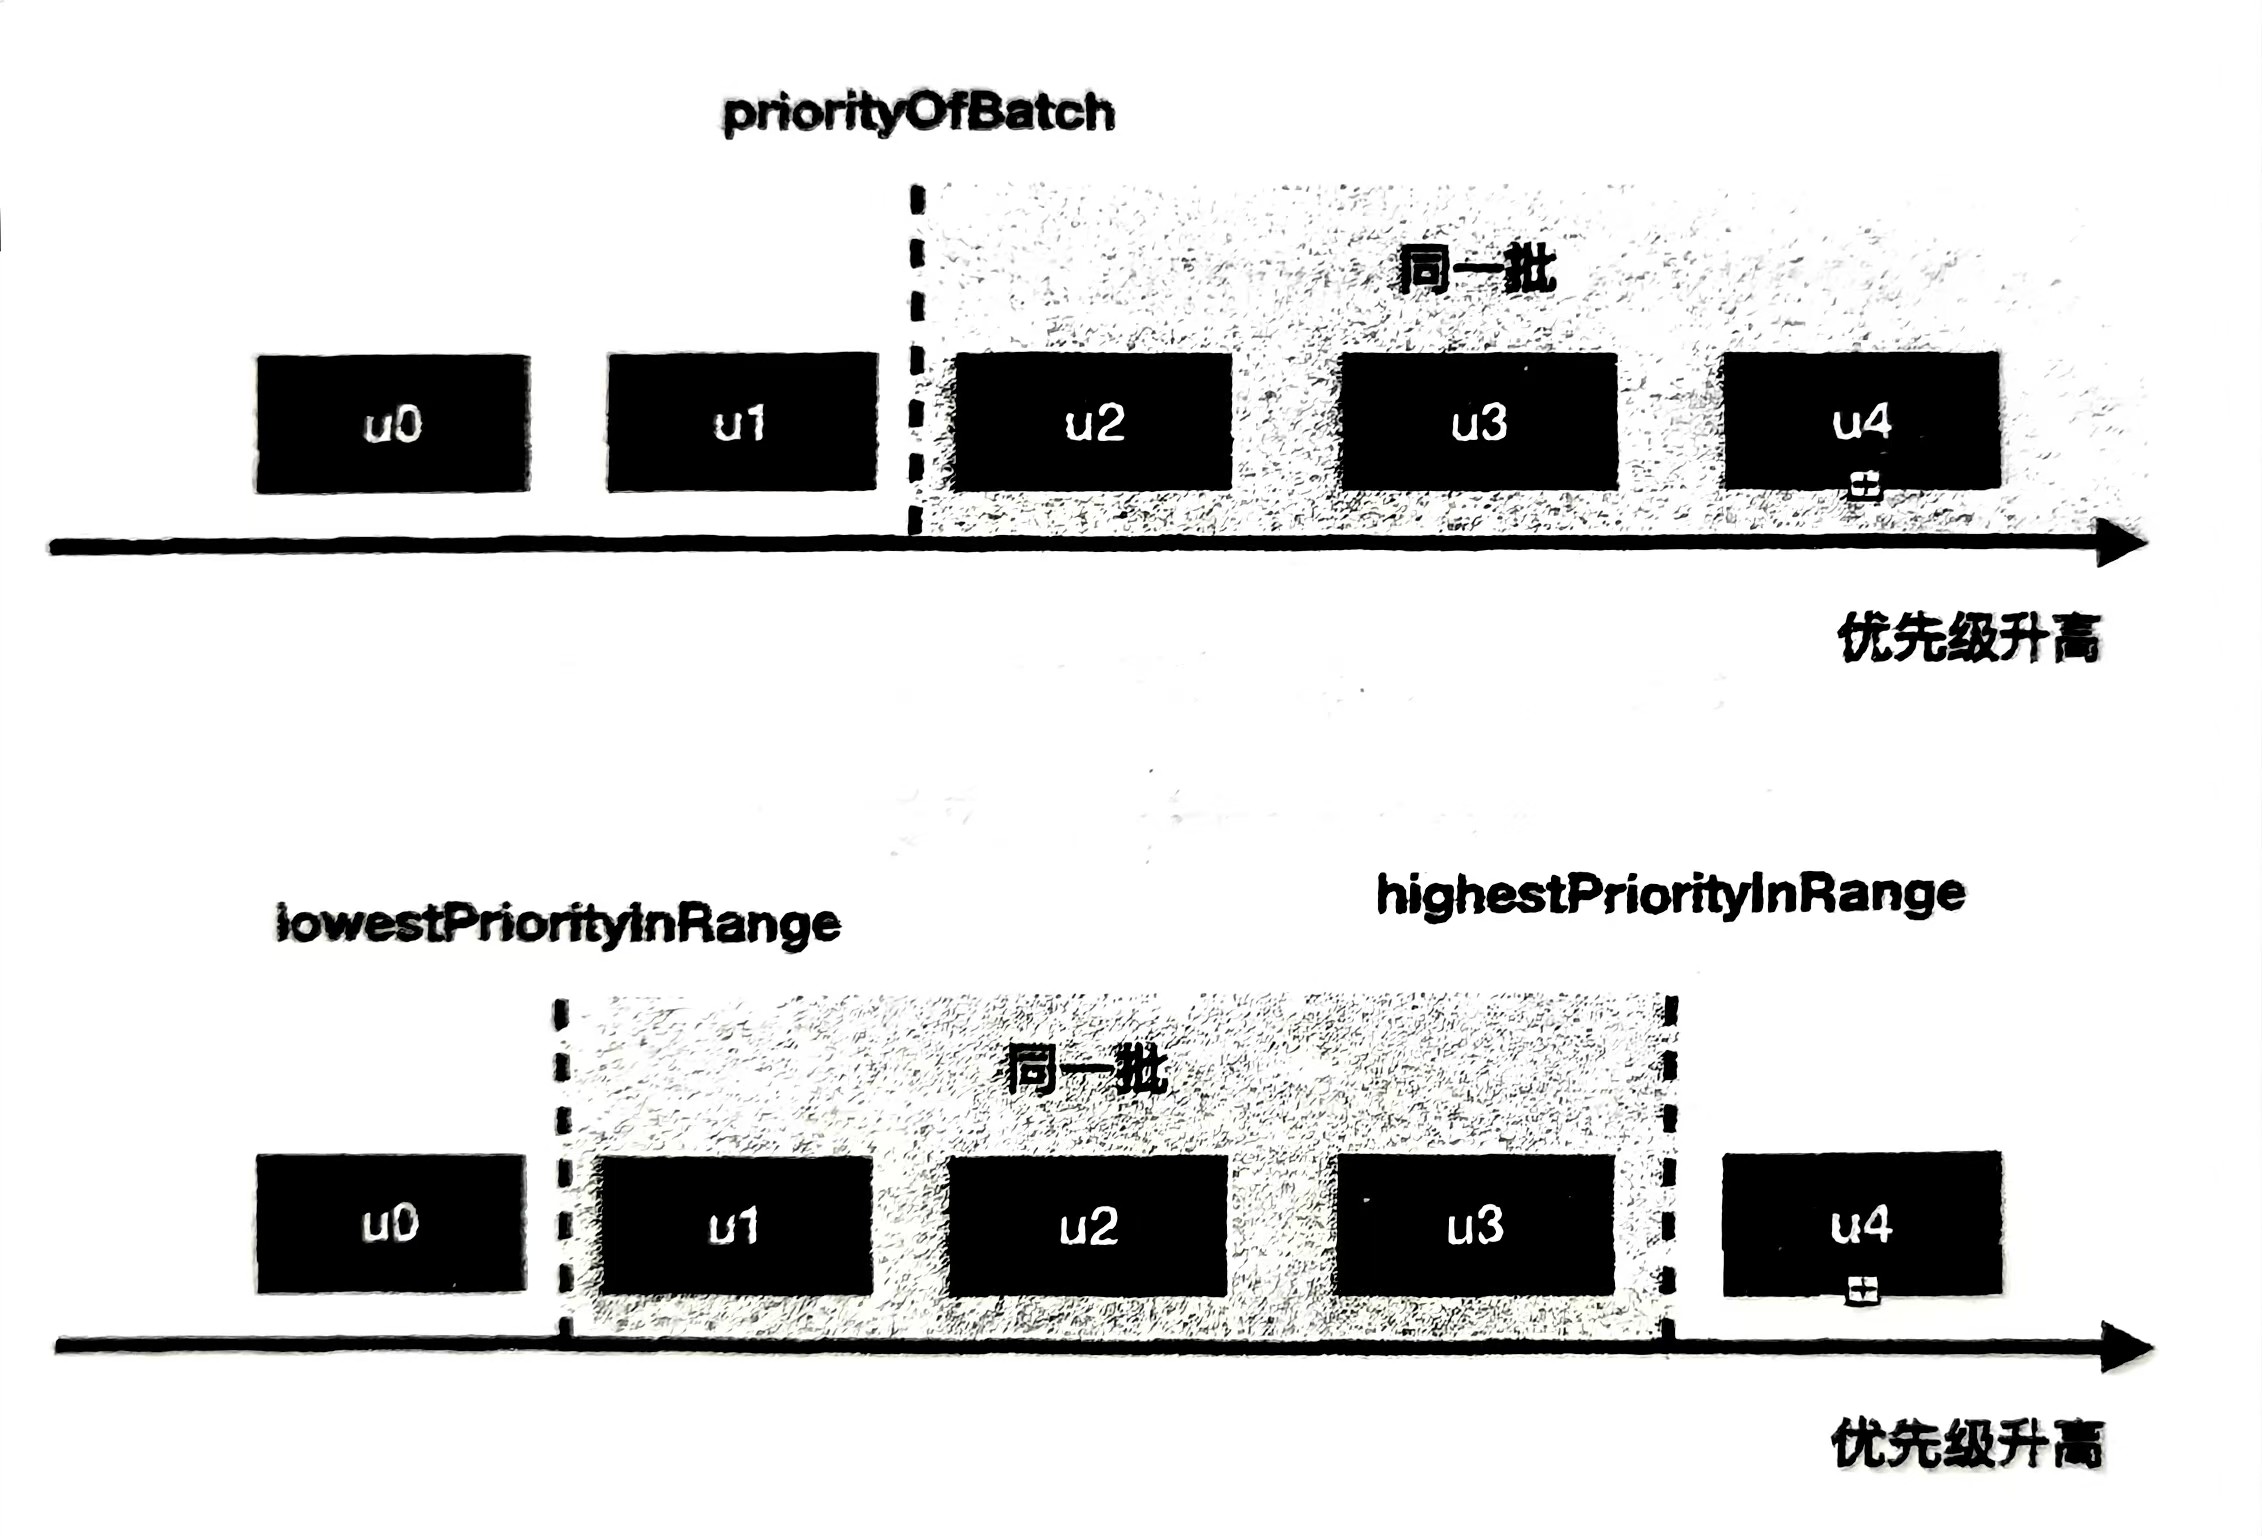 priorityOfBatch
同一批
u0 u1 u2 u3 u4
优先级升高
lowestPriorityInRange highestPriorityInRange
同一批
u0 u1 u2 u3 u4
优先级升高